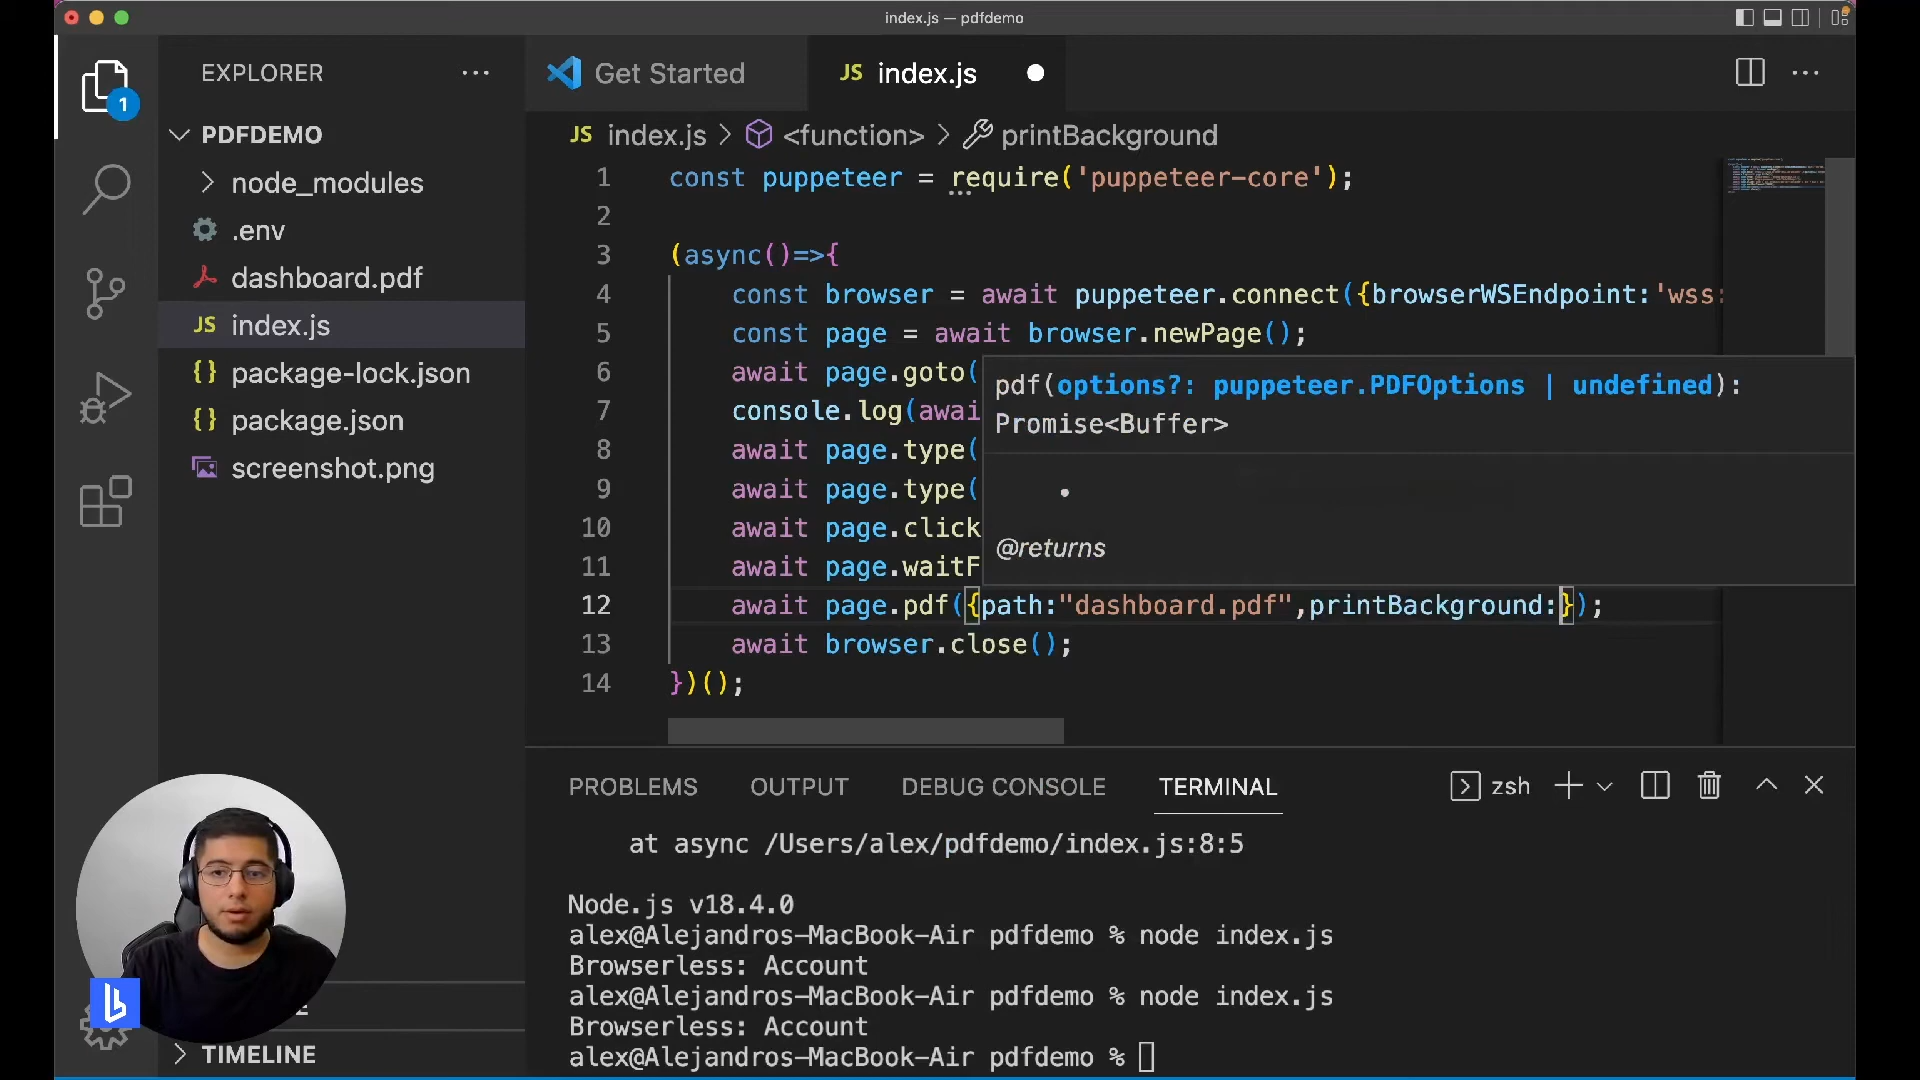 index.js — pdfdemo
EXPLORER
Get Started
JS index.js
1
PDFDEMO
JS index.js > <function> > printBackground
node_modules
.env
dashboard.pdf
JS index.js
{} package-lock.json
{} package.json
screenshot.png
1 const puppeteer = require('puppeteer-core');
2
3 (async()=>{
4 const browser = await puppeteer.connect({browserWSEndpoint:'wss:
5 const page = await browser.newPage();
6 await page.goto(
7 console.log(awai
8 await page.type(
9 await page.type(
10 await page.click
11 await page.waitF
12 await page.pdf({path:"dashboard.pdf",printBackground:});
13 await browser.close();
14 })();
pdf(options?: puppeteer.PDFOptions | undefined):
Promise<Buffer>
@returns
PROBLEMS OUTPUT DEBUG CONSOLE TERMINAL zsh
at async /Users/alex/pdfdemo/index.js:8:5
Node.js v18.4.0
alex@Alejandros-MacBook-Air pdfdemo % node index.js
Browserless: Account
alex@Alejandros-MacBook-Air pdfdemo % node index.js
Browserless: Account
alex@Alejandros-MacBook-Air pdfdemo %
b
TIMELINE